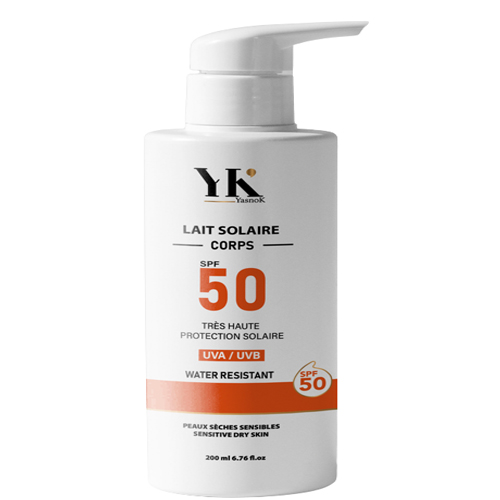 YK
YasnoK
LAIT SOLAIRE
CORPS
SPF
50
TRÈS HAUTE
PROTECTION SOLAIRE
UVA / UVB
WATER RESISTANT
SPF
50
PEAUX SÈCHES SENSIBLES
SENSITIVE DRY SKIN
200 ml 6.76 fl.oz